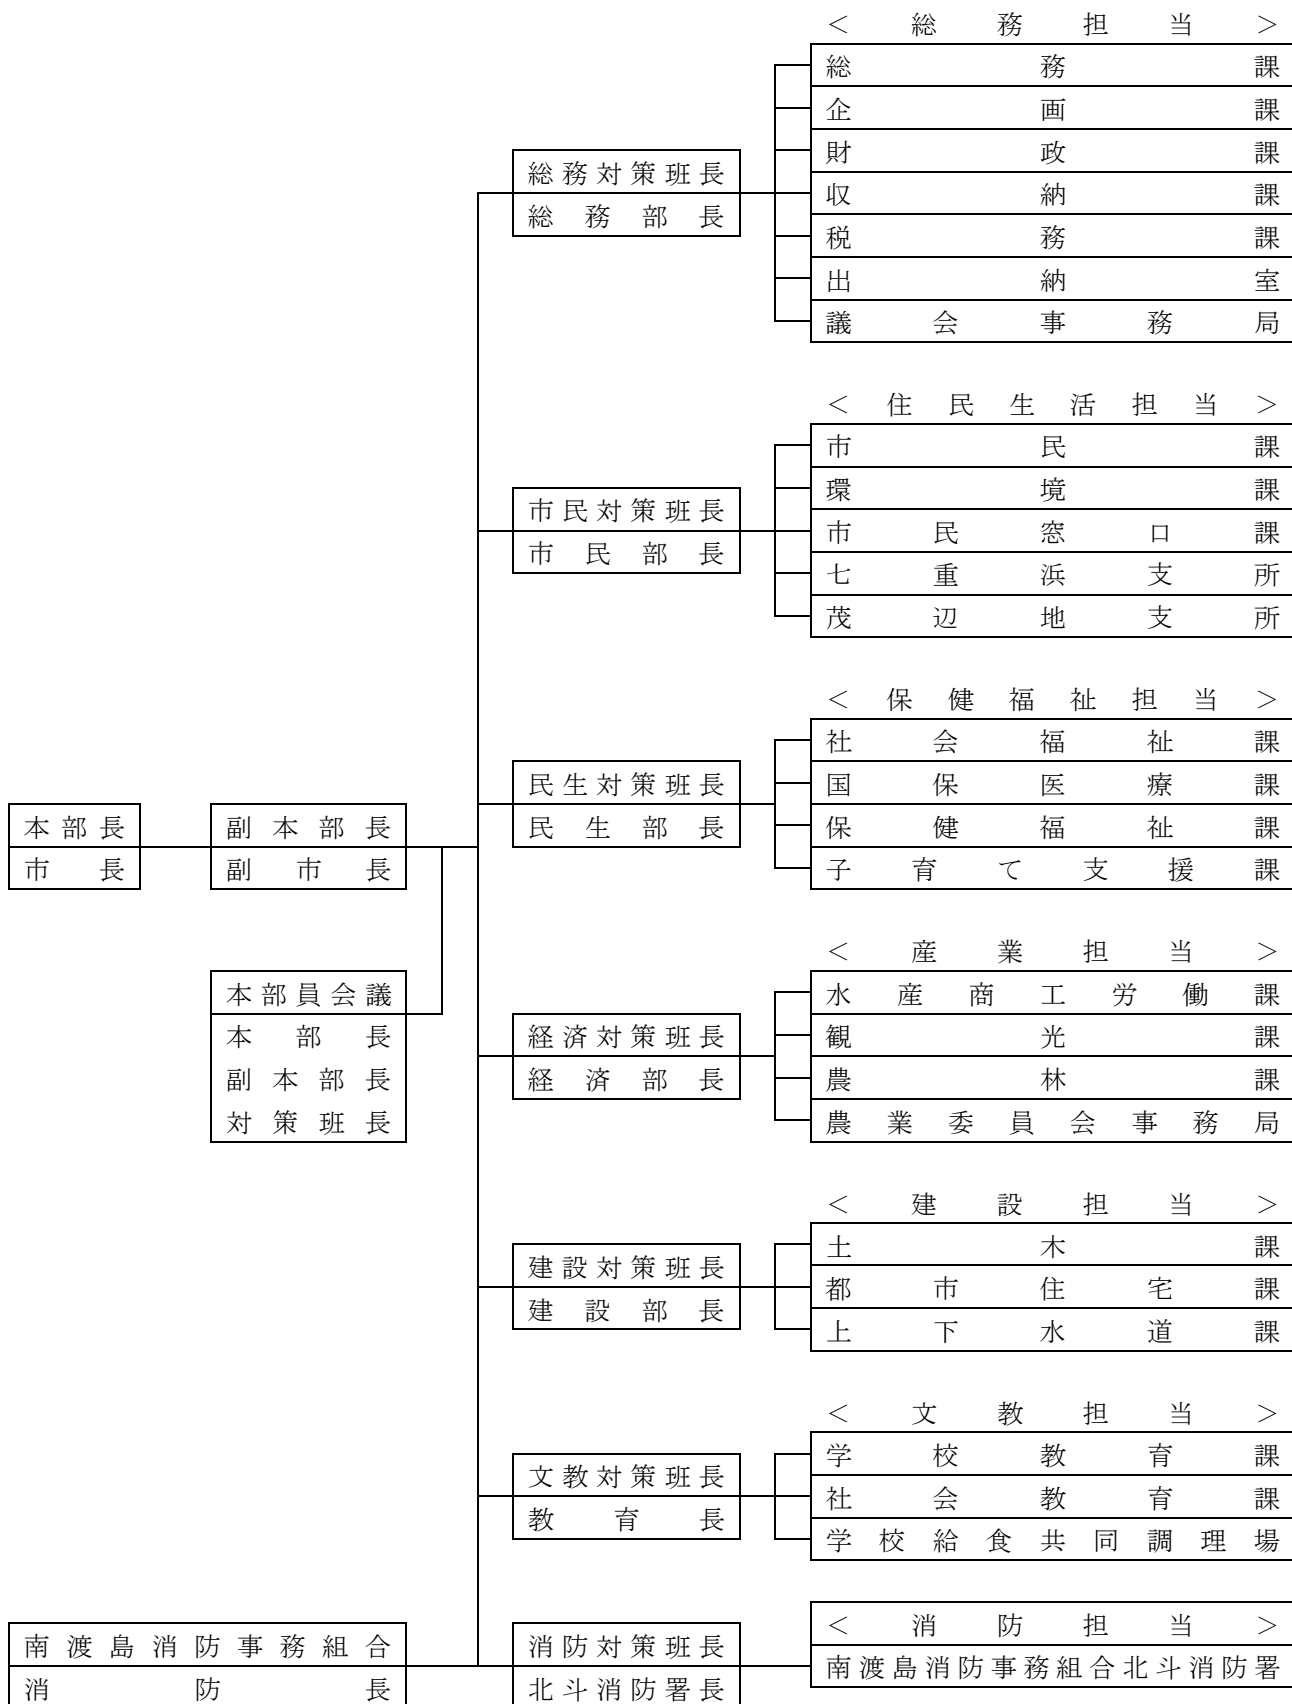 ＜総務担当＞
総務課
企画課
財政課
総務対策班長
収納課
総務部長
税務課
出納室
議会事務局
＜住民生活担当＞
市民課
環境課
市民対策班長
市民窓口課
市民部長
七重浜支所
茂辺地支所
＜保健福祉担当＞
社会福祉課
民生対策班長
国保医療課
本部長
副本部長
民生部長
保健福祉課
市長
副市長
子育て支援課
＜産業担当＞
本部員会議
水産商工労働課
本部長
経済対策班長
観光課
副本部長
経済部長
農林課
対策班長
農業委員会事務局
＜建設担当＞
土木課
建設対策班長
都市住宅課
建設部長
上下水道課
＜文教担当＞
学校教育課
文教対策班長
社会教育課
教育長
学校給食共同調理場
＜消防担当＞
南渡島消防事務組合
消防対策班長
南渡島消防事務組合北斗消防署
消防長
北斗消防署長